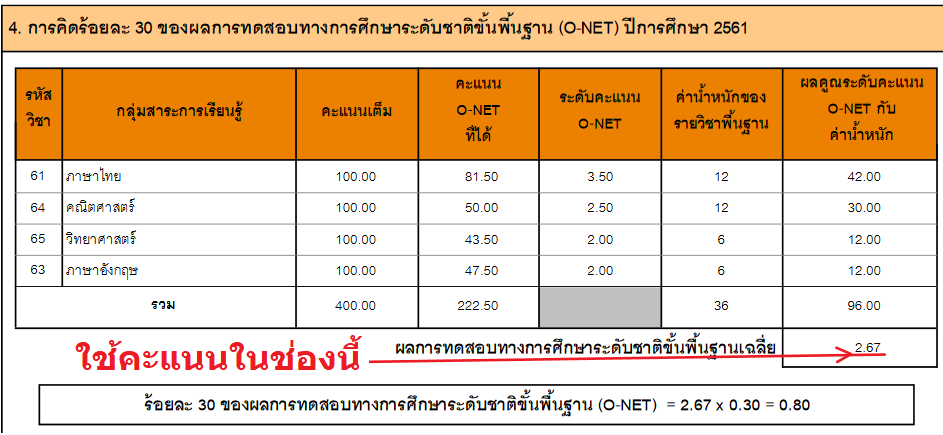 4. การคิดร้อยละ 30 ของผลการทดสอบทางการศึกษาระดับชาติขั้นพื้นฐาน (O-NET) ปีการศึกษา 2561
รหัสวิชา กลุ่มสาระการเรียนรู้ คะแนนเต็ม คะแนน O-NET ที่ได้ ระดับคะแนน O-NET ค่าน้ำหนักของรายวิชาพื้นฐาน ผลคูณระดับคะแนน O-NET กับ ค่าน้ำหนัก
61 ภาษาไทย 100.00 81.50 3.50 12 42.00
64 คณิตศาสตร์ 100.00 50.00 2.50 12 30.00
65 วิทยาศาสตร์ 100.00 43.50 2.00 6 12.00
63 ภาษาอังกฤษ 100.00 47.50 2.00 6 12.00
รวม 400.00 222.50 36 96.00
ใช้คะแนนในช่องนี้ ผลการทดสอบทางการศึกษาระดับชาติขั้นพื้นฐานเฉลี่ย 2.67
ร้อยละ 30 ของผลการทดสอบทางการศึกษาระดับชาติขั้นพื้นฐาน (O-NET) = 2.67 x 0.30 = 0.80